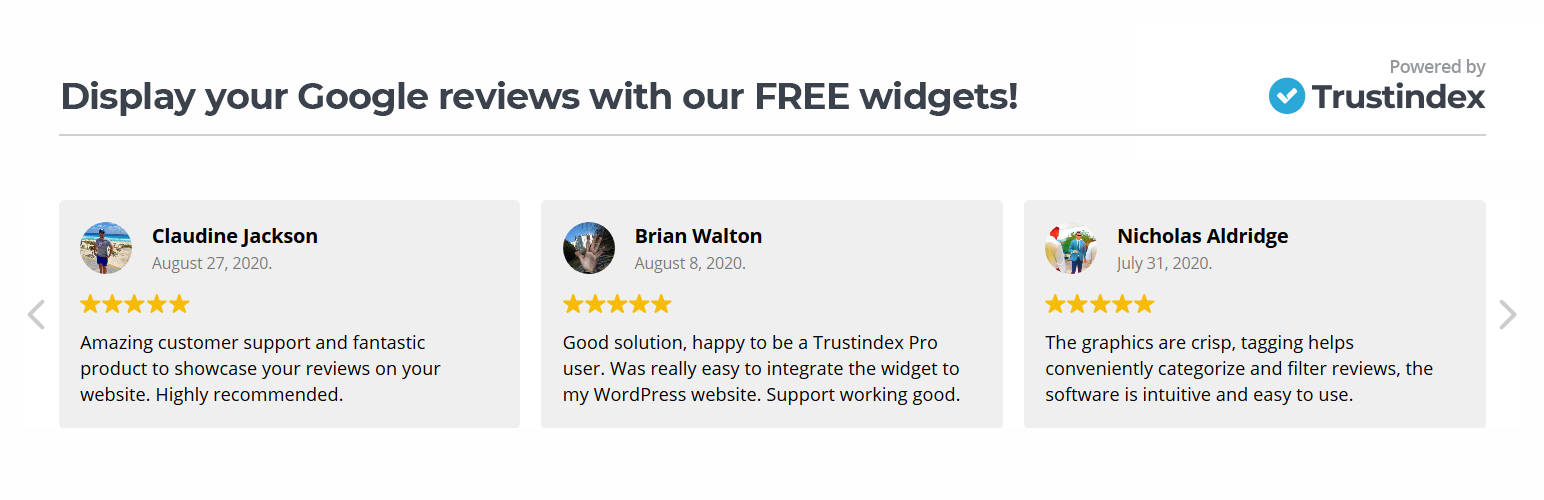 Powered by
Display your Google reviews with our FREE widgets!
Trustindex
Claudine Jackson
August 27, 2020.
Amazing customer support and fantastic
product to showcase your reviews on your
website. Highly recommended.
Brian Walton
August 8, 2020.
Good solution, happy to be a Trustindex Pro
user. Was really easy to integrate the widget to
my WordPress website. Support working good.
Nicholas Aldridge
July 31, 2020.
The graphics are crisp, tagging helps
conveniently categorize and filter reviews, the
software is intuitive and easy to use.